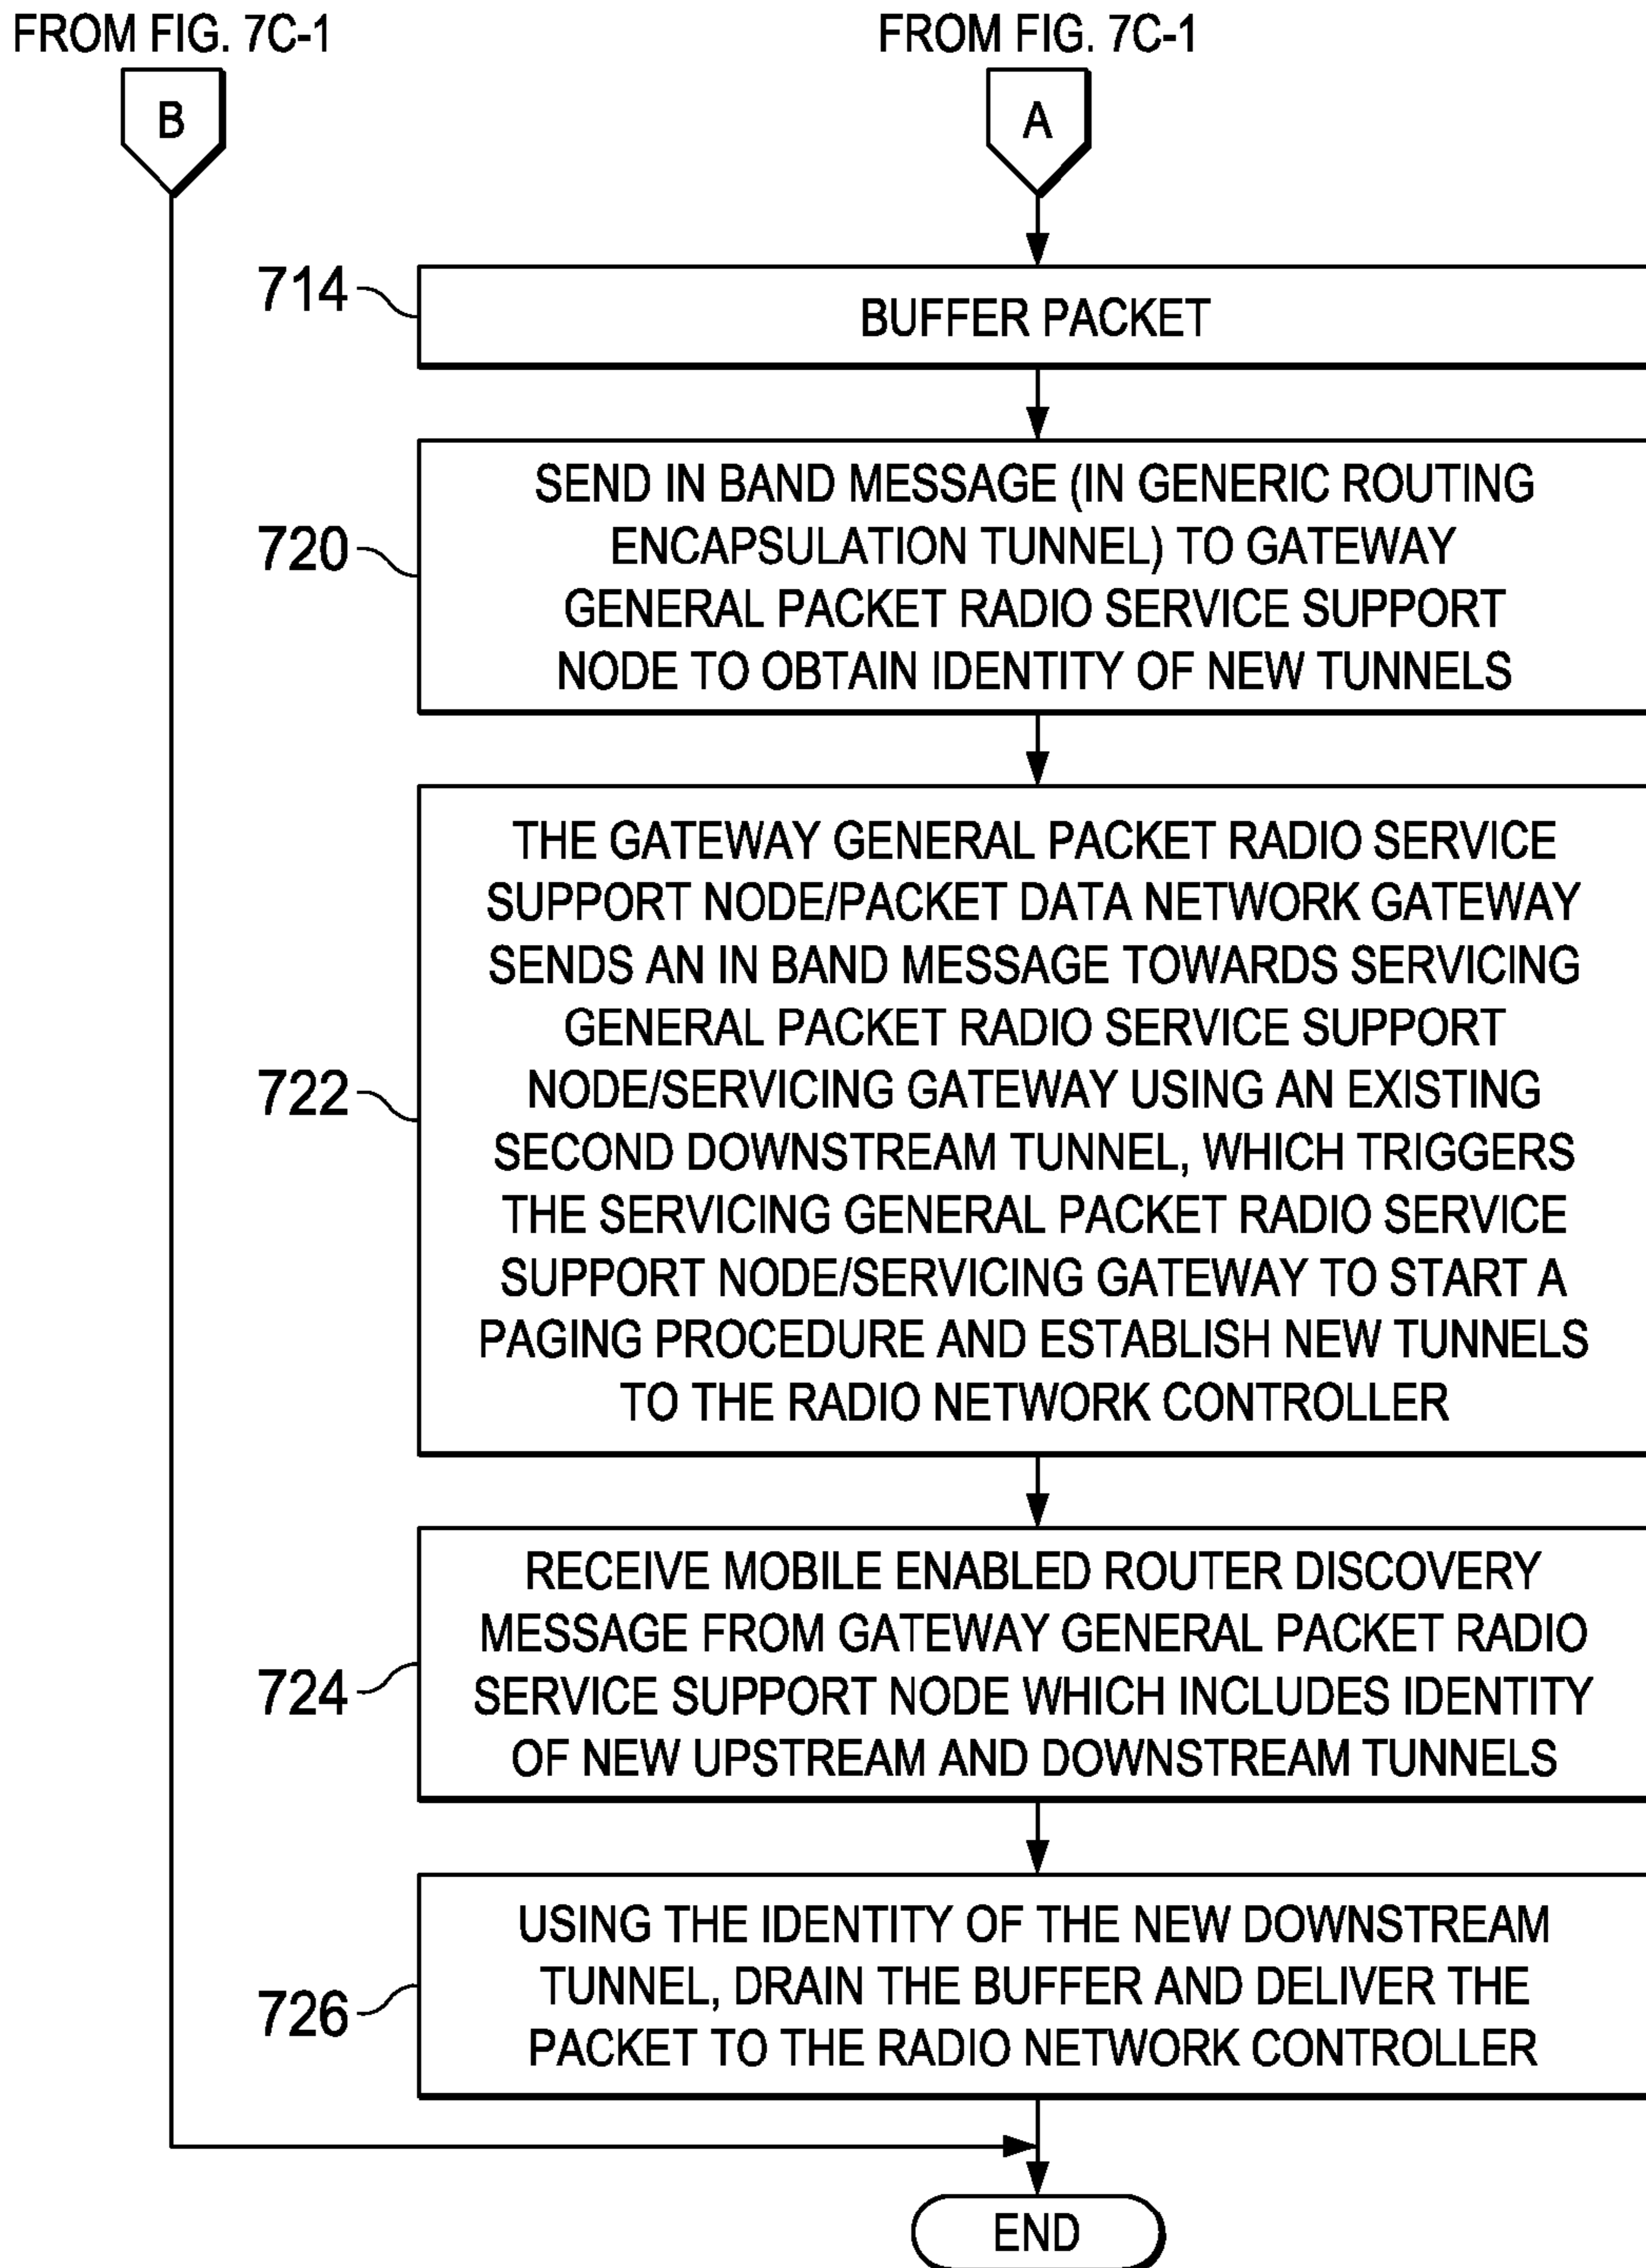 FROM FIG. 7C-1
FROM FIG. 7C-1
B
A
714
BUFFER PACKET
720
SEND IN BAND MESSAGE (IN GENERIC ROUTING
ENCAPSULATION TUNNEL) TO GATEWAY
GENERAL PACKET RADIO SERVICE SUPPORT
NODE TO OBTAIN IDENTITY OF NEW TUNNELS
722
THE GATEWAY GENERAL PACKET RADIO SERVICE
SUPPORT NODE/PACKET DATA NETWORK GATEWAY
SENDS AN IN BAND MESSAGE TOWARDS SERVICING
GENERAL PACKET RADIO SERVICE SUPPORT
NODE/SERVICING GATEWAY USING AN EXISTING
SECOND DOWNSTREAM TUNNEL, WHICH TRIGGERS
THE SERVICING GENERAL PACKET RADIO SERVICE
SUPPORT NODE/SERVICING GATEWAY TO START A
PAGING PROCEDURE AND ESTABLISH NEW TUNNELS
TO THE RADIO NETWORK CONTROLLER
724
RECEIVE MOBILE ENABLED ROUTER DISCOVERY
MESSAGE FROM GATEWAY GENERAL PACKET RADIO
SERVICE SUPPORT NODE WHICH INCLUDES IDENTITY
OF NEW UPSTREAM AND DOWNSTREAM TUNNELS
726
USING THE IDENTITY OF THE NEW DOWNSTREAM
TUNNEL, DRAIN THE BUFFER AND DELIVER THE
PACKET TO THE RADIO NETWORK CONTROLLER
END